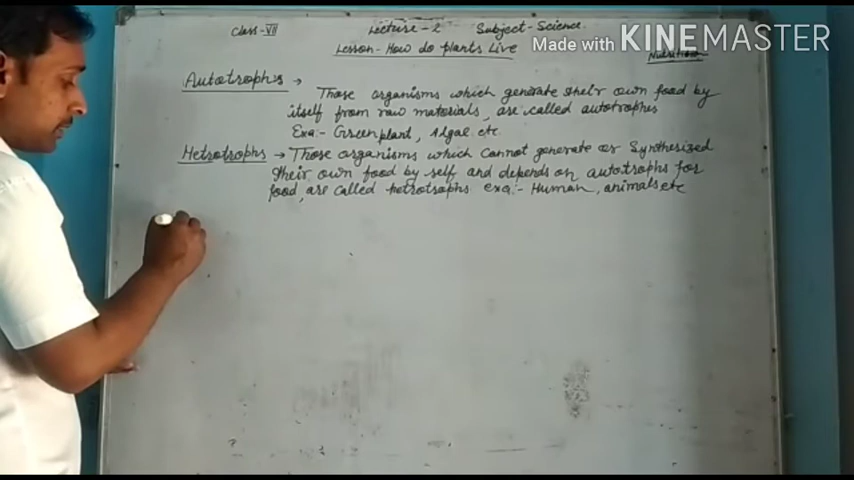 Class-VII Lecture-2 Subject-Science.
Lesson-How do plants Live
Made with KINEMASTER
Nutrition
Autotrophs → Those organisms which generate their own food by
itself from raw materials, are called autotrophes
Exa:- Green plant, Algae etc
Hetrotrophs → Those organisms which cannot generate or Synthesized
their own food by self and depends on autotrophs for
food, are called hetrotrophs exa:- Human, animals etc